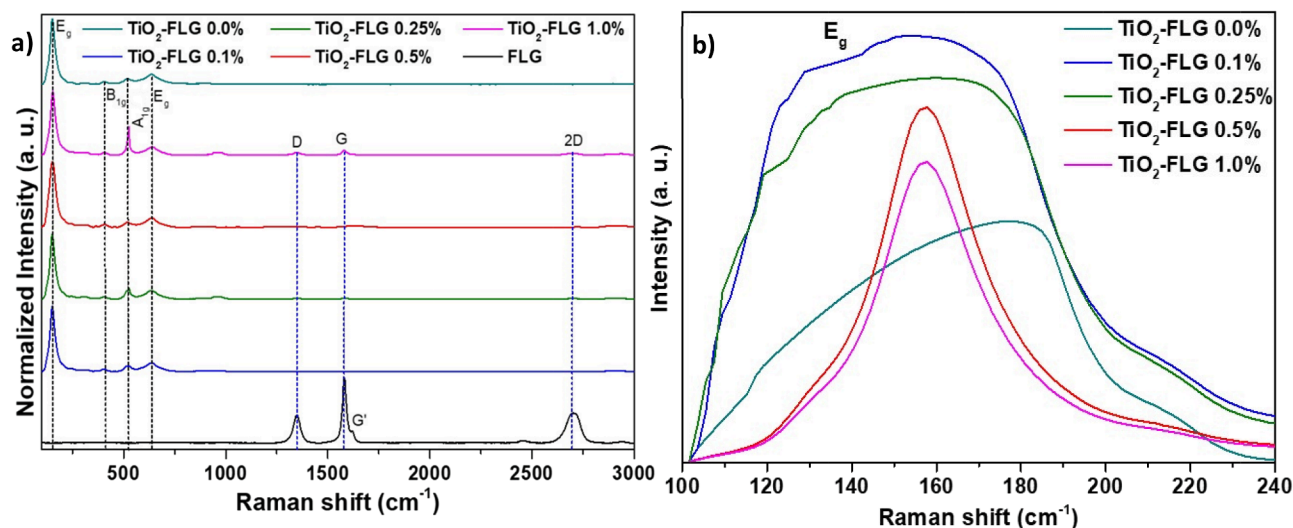 a)
E₉
TiO₂-FLG 0.0% TiO₂-FLG 0.25% TiO₂-FLG 1.0%
TiO₂-FLG 0.1% TiO₂-FLG 0.5% FLG
B₁g A₁g Eg
D G 2D
G'
Normalized Intensity (a. u.)
500 1000 1500 2000 2500 3000
Raman shift (cm⁻¹)
b)
Eg
TiO₂-FLG 0.0%
TiO₂-FLG 0.1%
TiO₂-FLG 0.25%
TiO₂-FLG 0.5%
TiO₂-FLG 1.0%
Intensity (a. u.)
100 120 140 160 180 200 220 240
Raman shift (cm⁻¹)